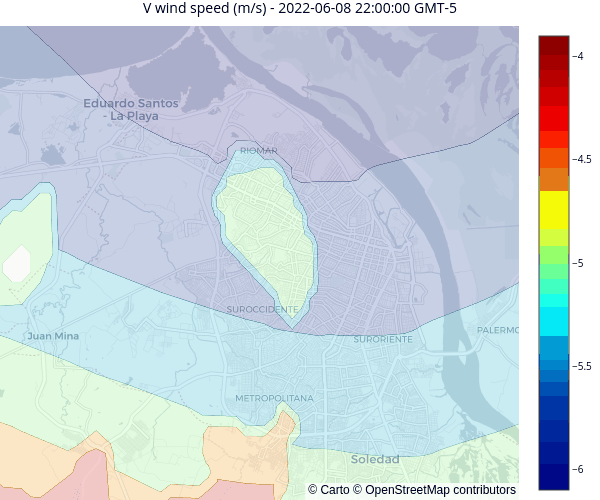 V wind speed (m/s) - 2022-06-08 22:00:00 GMT-5
−4
Eduardo Santos
- La Playa
RIOMAR
−4.5
−5
SUROCCIDENTE
Juan Mina
SURORIENTE
PALERMO
−5.5
METROPOLITANA
Soledad
−6
© Carto © OpenStreetMap contributors